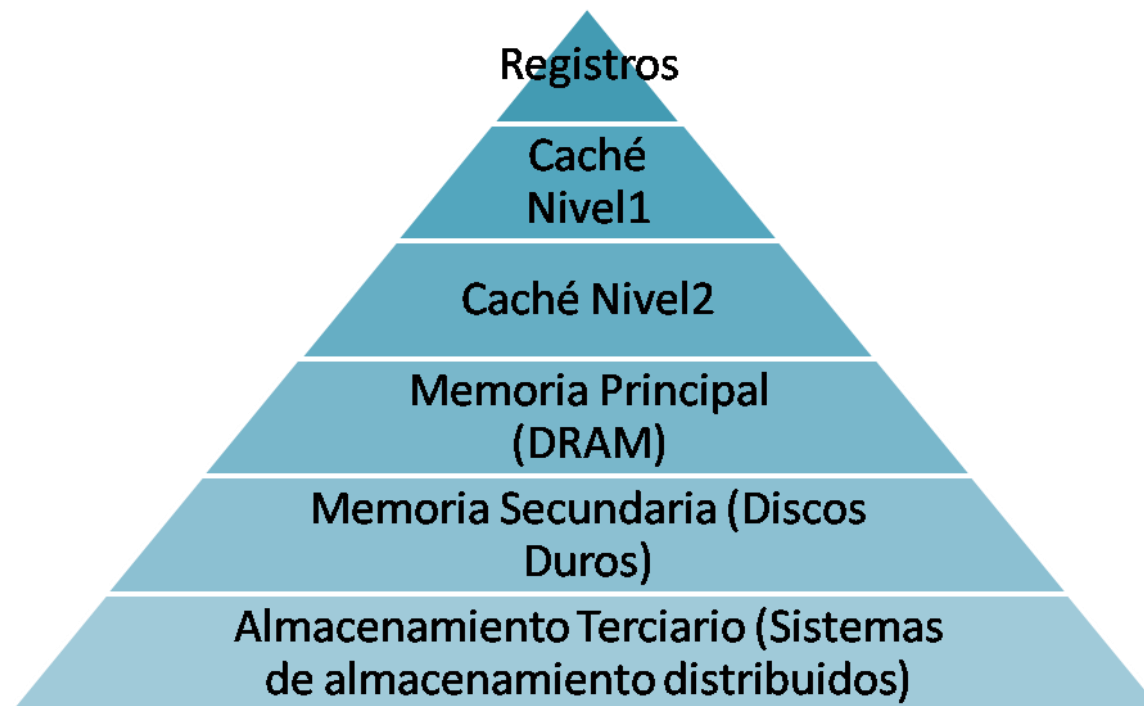 Registros
Caché
Nivel1
Caché Nivel2
Memoria Principal
(DRAM)
Memoria Secundaria (Discos
Duros)
Almacenamiento Terciario (Sistemas
de almacenamiento distribuidos)